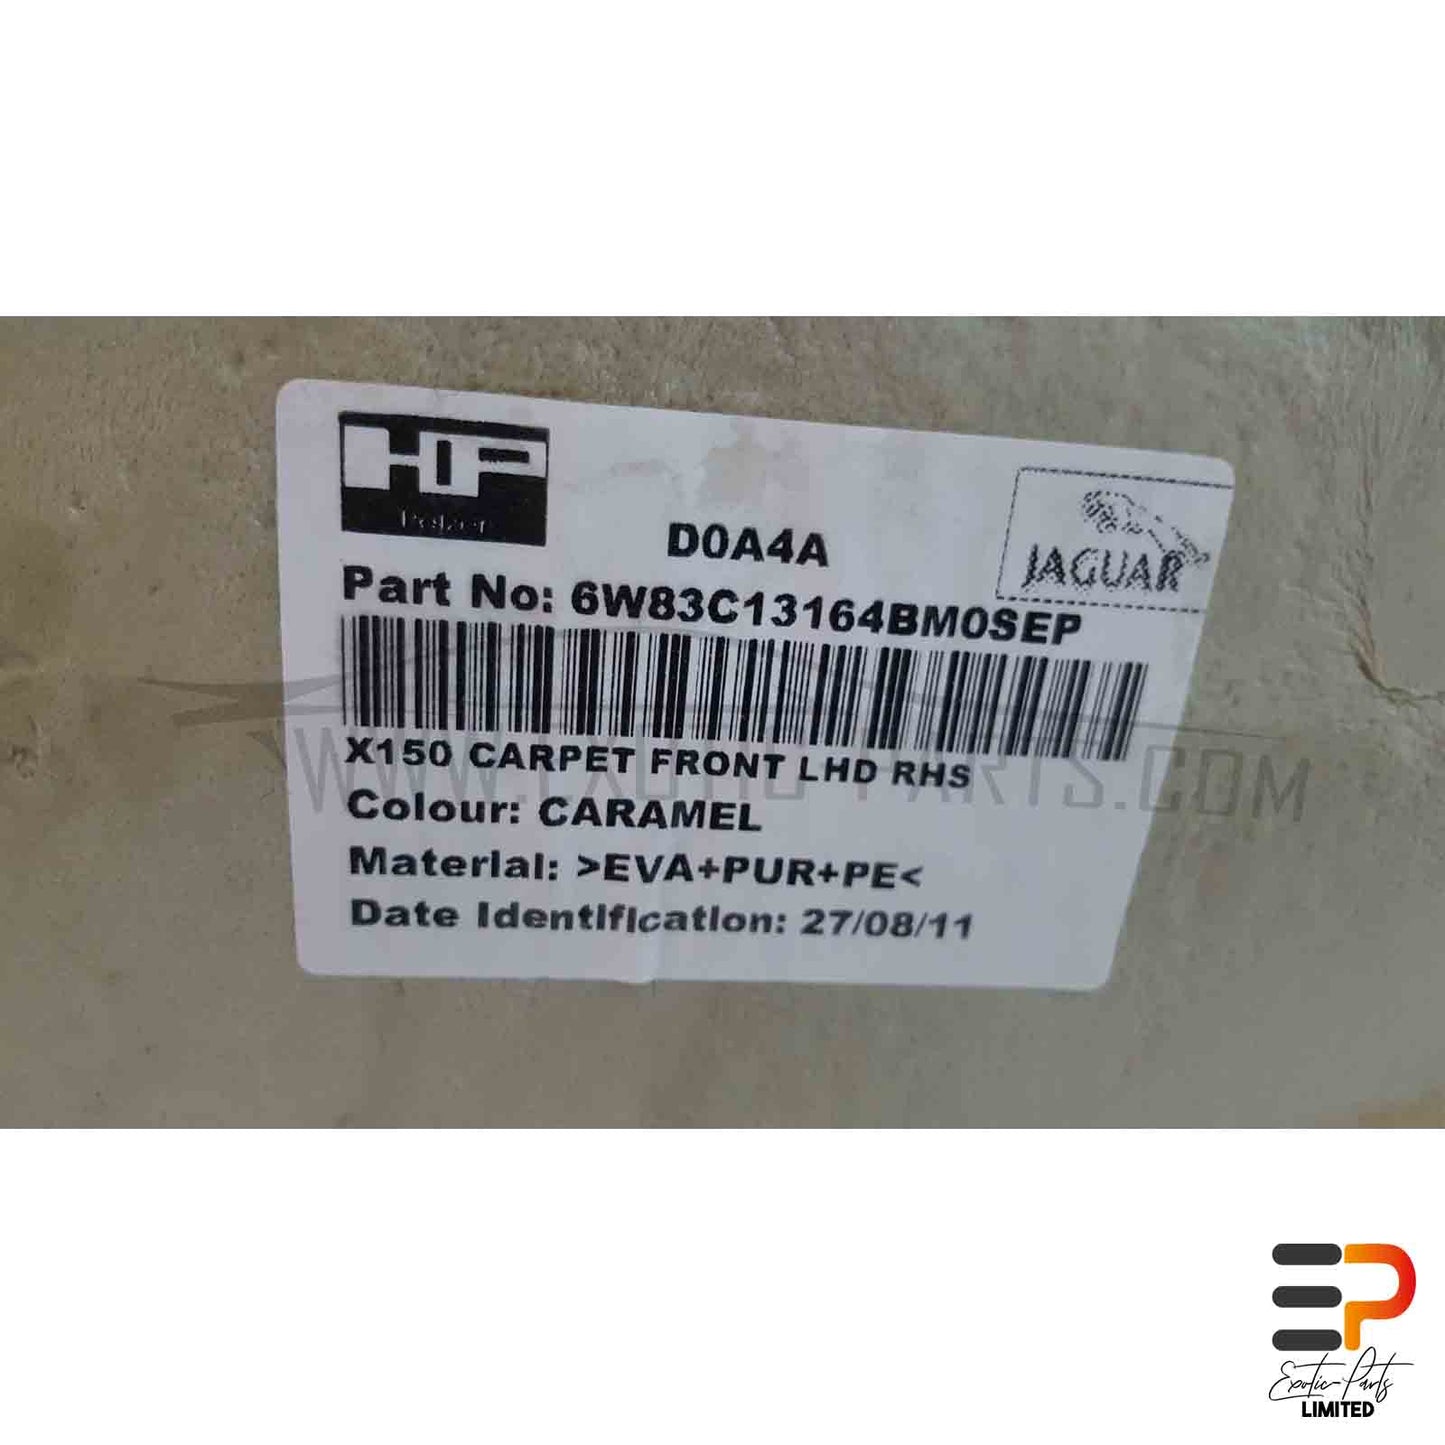 HP
Pelzer
D0A4A
JAGUAR
Part No: 6W83C13164BM0SEP
X150 CARPET FRONT LHD RHS
Colour: CARAMEL
Material: >EVA+PUR+PE<
Date Identification: 27/08/11
WWW.EXOTIC-PARTS.COM
EP
Exotic-Parts
LIMITED